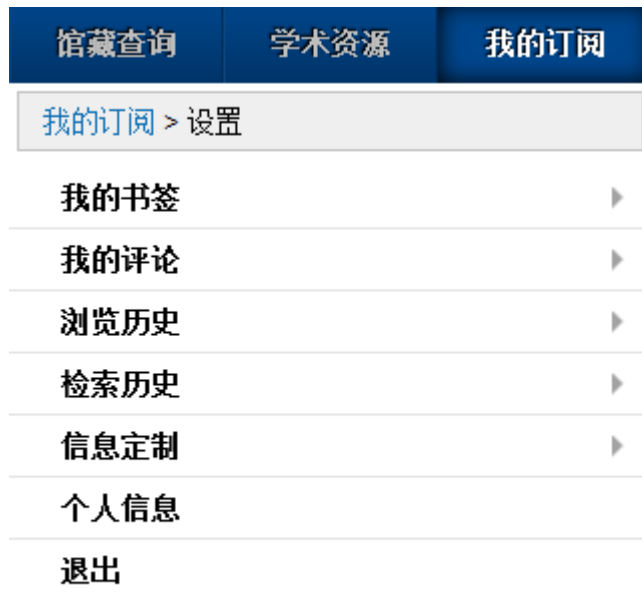 馆藏查询 学术资源 我的订阅
我的订阅 > 设置
我的书签
我的评论
浏览历史
检索历史
信息定制
个人信息
退出